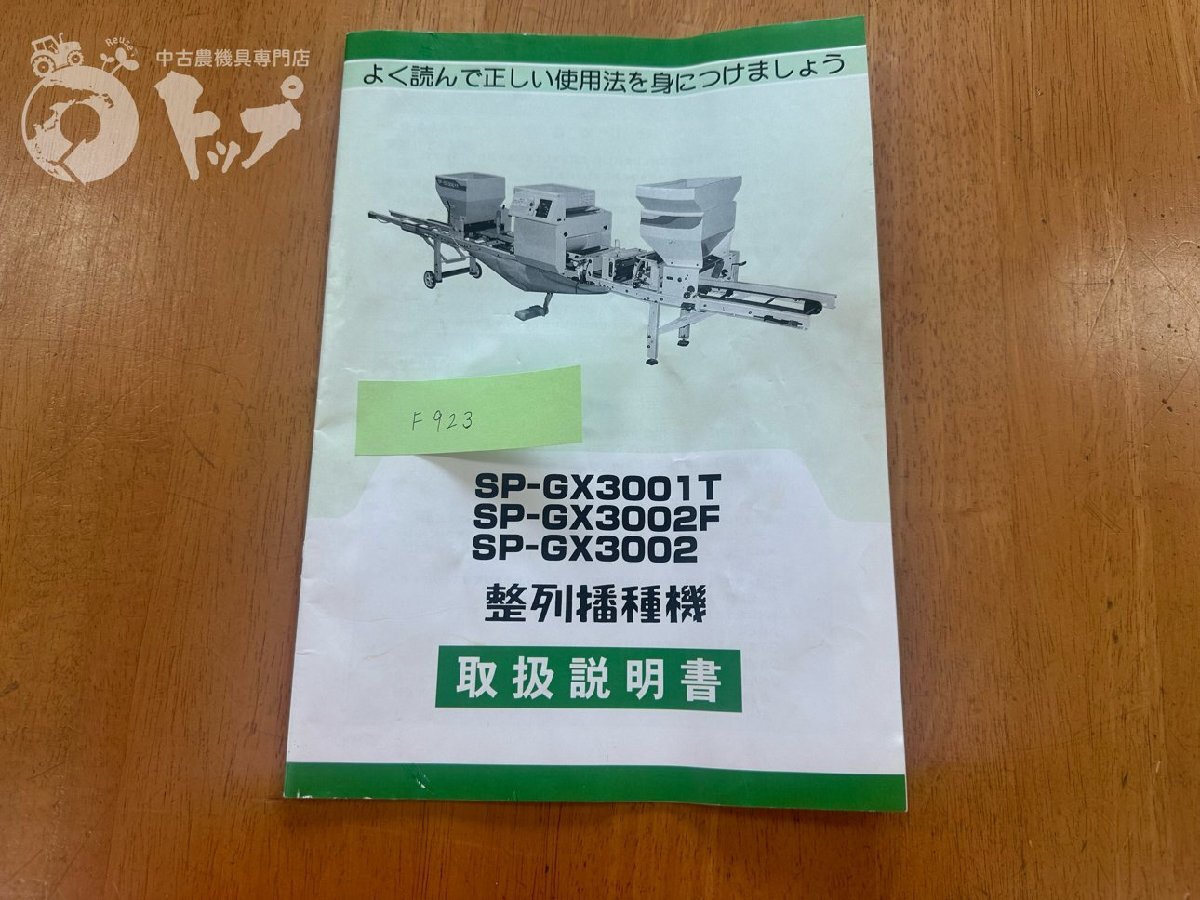 Reuse!
中古農機具専門店
トップ
よく読んで正しい使用法を身につけましょう
F923
SP-GX3001T
SP-GX3002F
SP-GX3002
整列播種機
取扱説明書